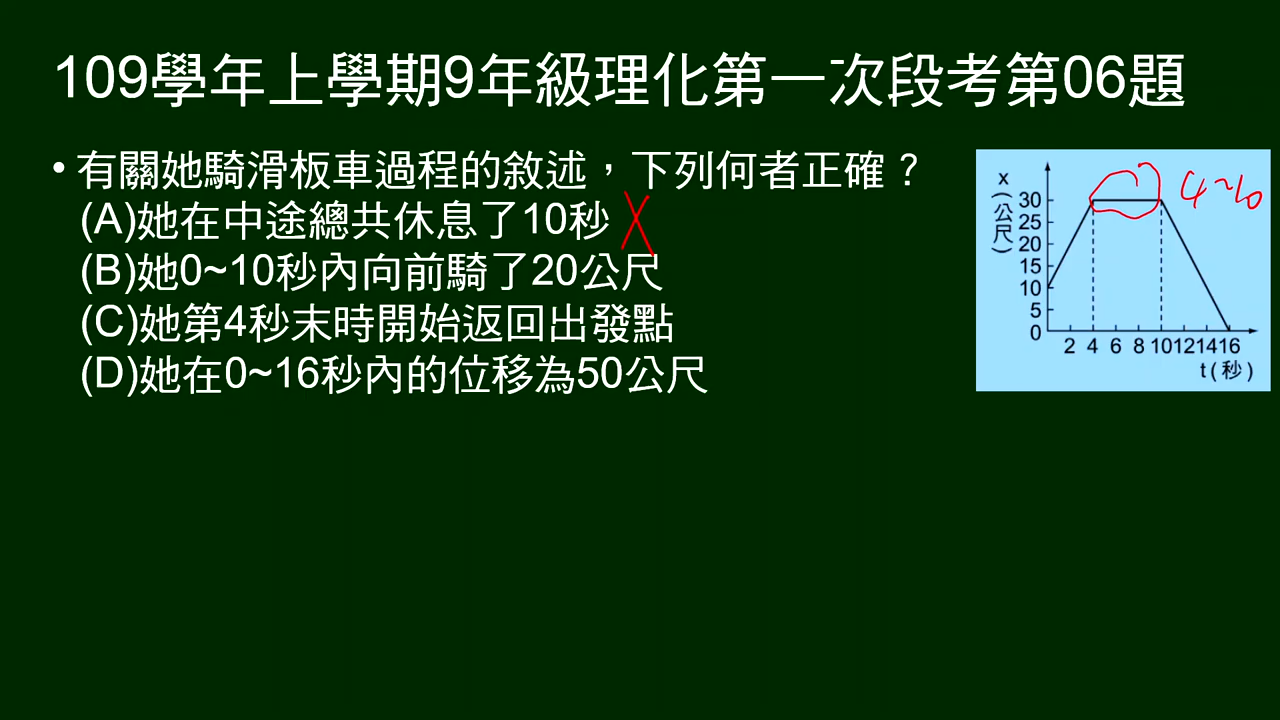 109學年上學期9年級理化第一次段考第06題
• 有關她騎滑板車過程的敘述，下列何者正確？
(A)她在中途總共休息了10秒
(B)她0~10秒內向前騎了20公尺
(C)她第4秒末時開始返回出發點
(D)她在0~16秒內的位移為50公尺
x
(公尺)
30
25
20
15
10
5
0
2 4 6 8 10 12 14 16
t(秒)
4~10